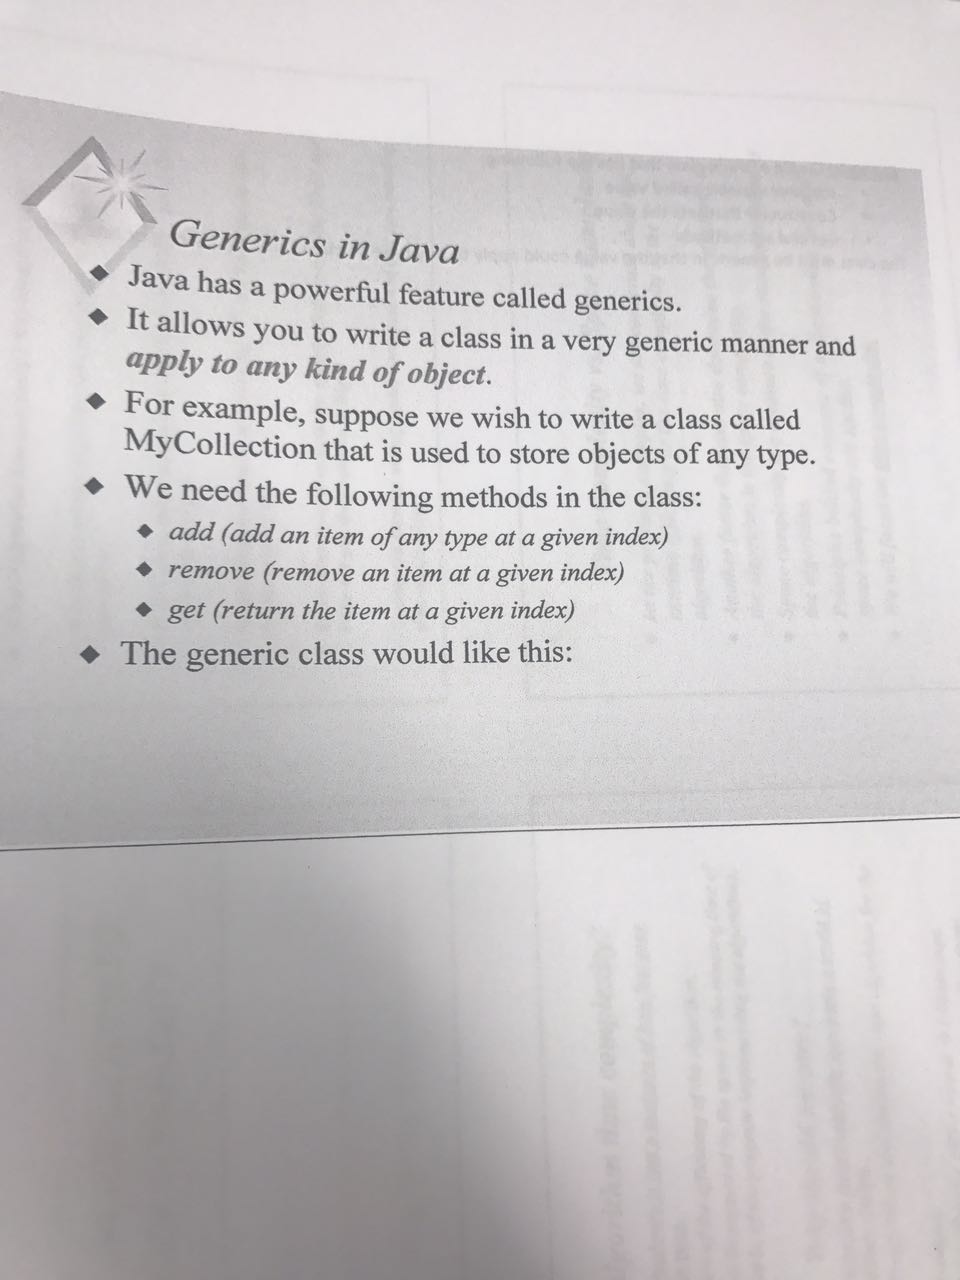 Generics in Java
◆ Java has a powerful feature called generics.
◆ It allows you to write a class in a very generic manner and
apply to any kind of object.
◆ For example, suppose we wish to write a class called
MyCollection that is used to store objects of any type.
◆ We need the following methods in the class:
◆ add (add an item of any type at a given index)
◆ remove (remove an item at a given index)
◆ get (return the item at a given index)
◆ The generic class would like this: